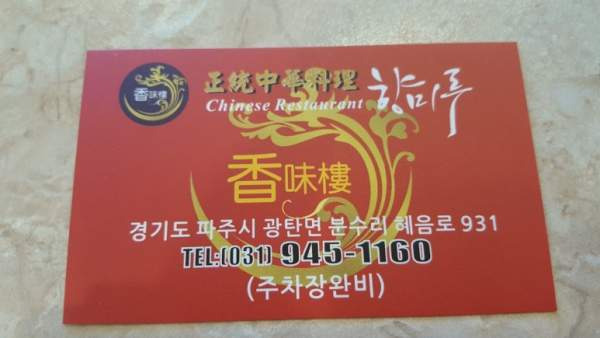 香味樓
正統中華料理
Chinese Restaurant 향미루
香味樓
경기도 파주시 광탄면 분수리 혜음로 931
TEL:(031) 945-1160
(주차장완비)